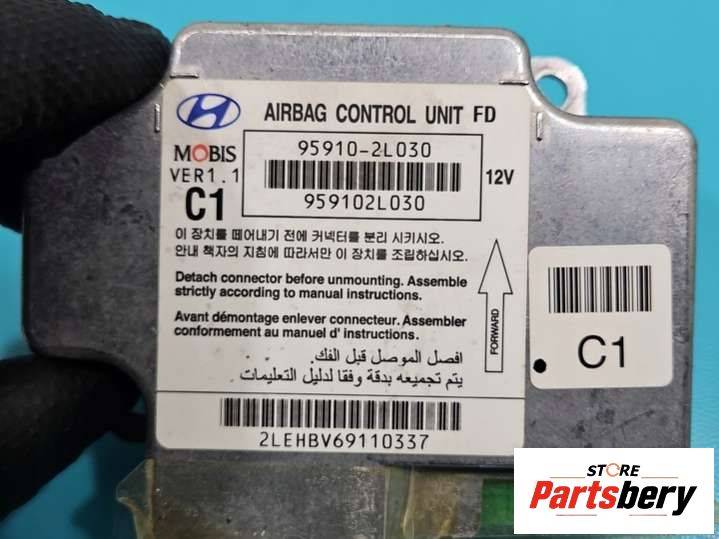 AIRBAG CONTROL UNIT FD
MOBIS
VER1.1
C1
95910-2L030
959102L030
12V
이 장치를 떼어내기 전에 커넥터를 분리 시키시오.
안내 책자의 지침에 따라서만 이 장치를 조립하십시오.
Detach connector before unmounting. Assemble
strictly according to manual instructions.
Avant démontage enlever connecteur. Assembler
conformement au manuel d' instructions.
افصل الموصل قبل الفك.
يتم تجميعه بدقة وفقا لدليل التعليمات
FORWARD
2LEHBV69110337
C1
STORE
Partsbery